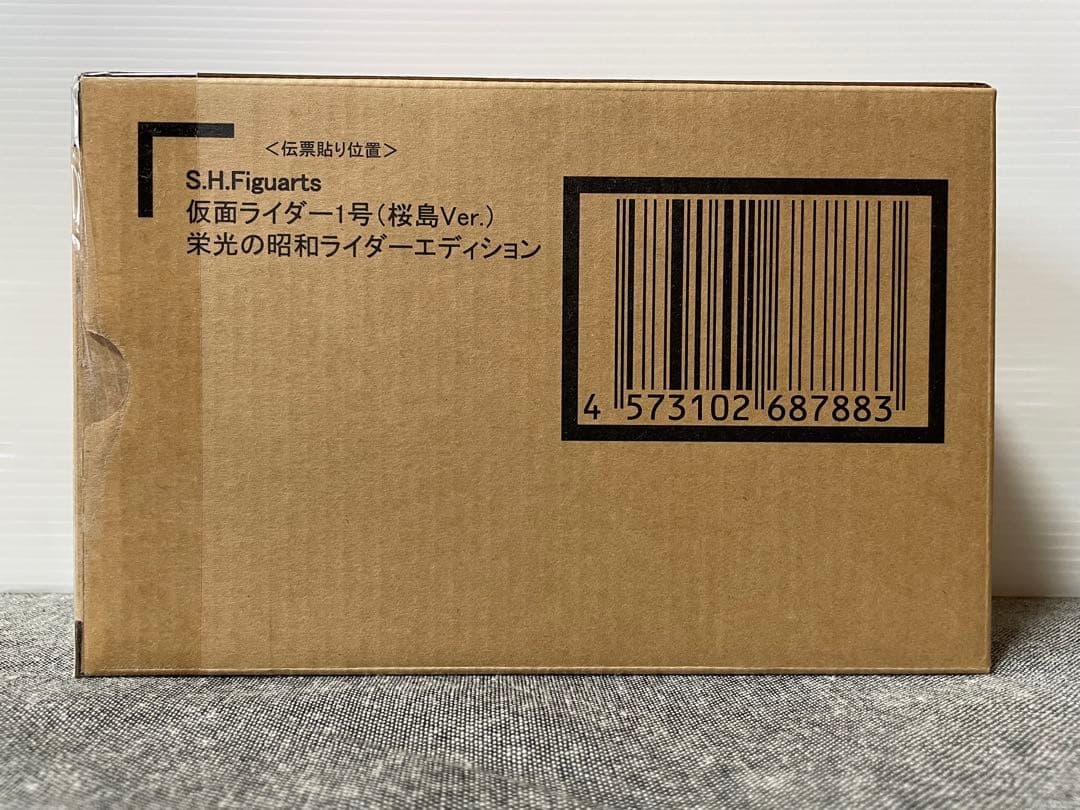 <伝票貼り位置>
S.H.Figuarts
仮面ライダー1号(桜島Ver.)
栄光の昭和ライダーエディション
4 573102 687883